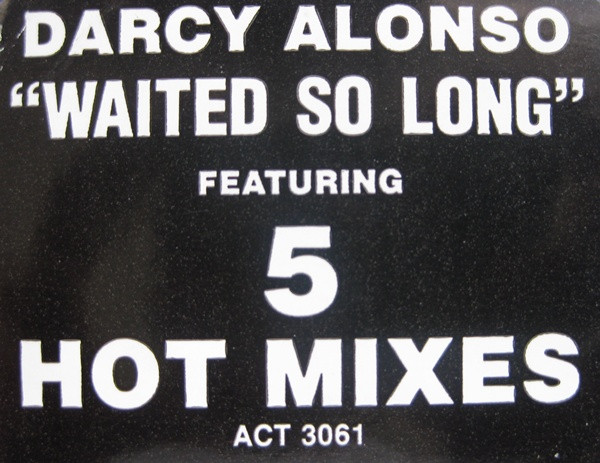 DARCY ALONSO
“WAITED SO LONG”
FEATURING
5
HOT MIXES
ACT 3061